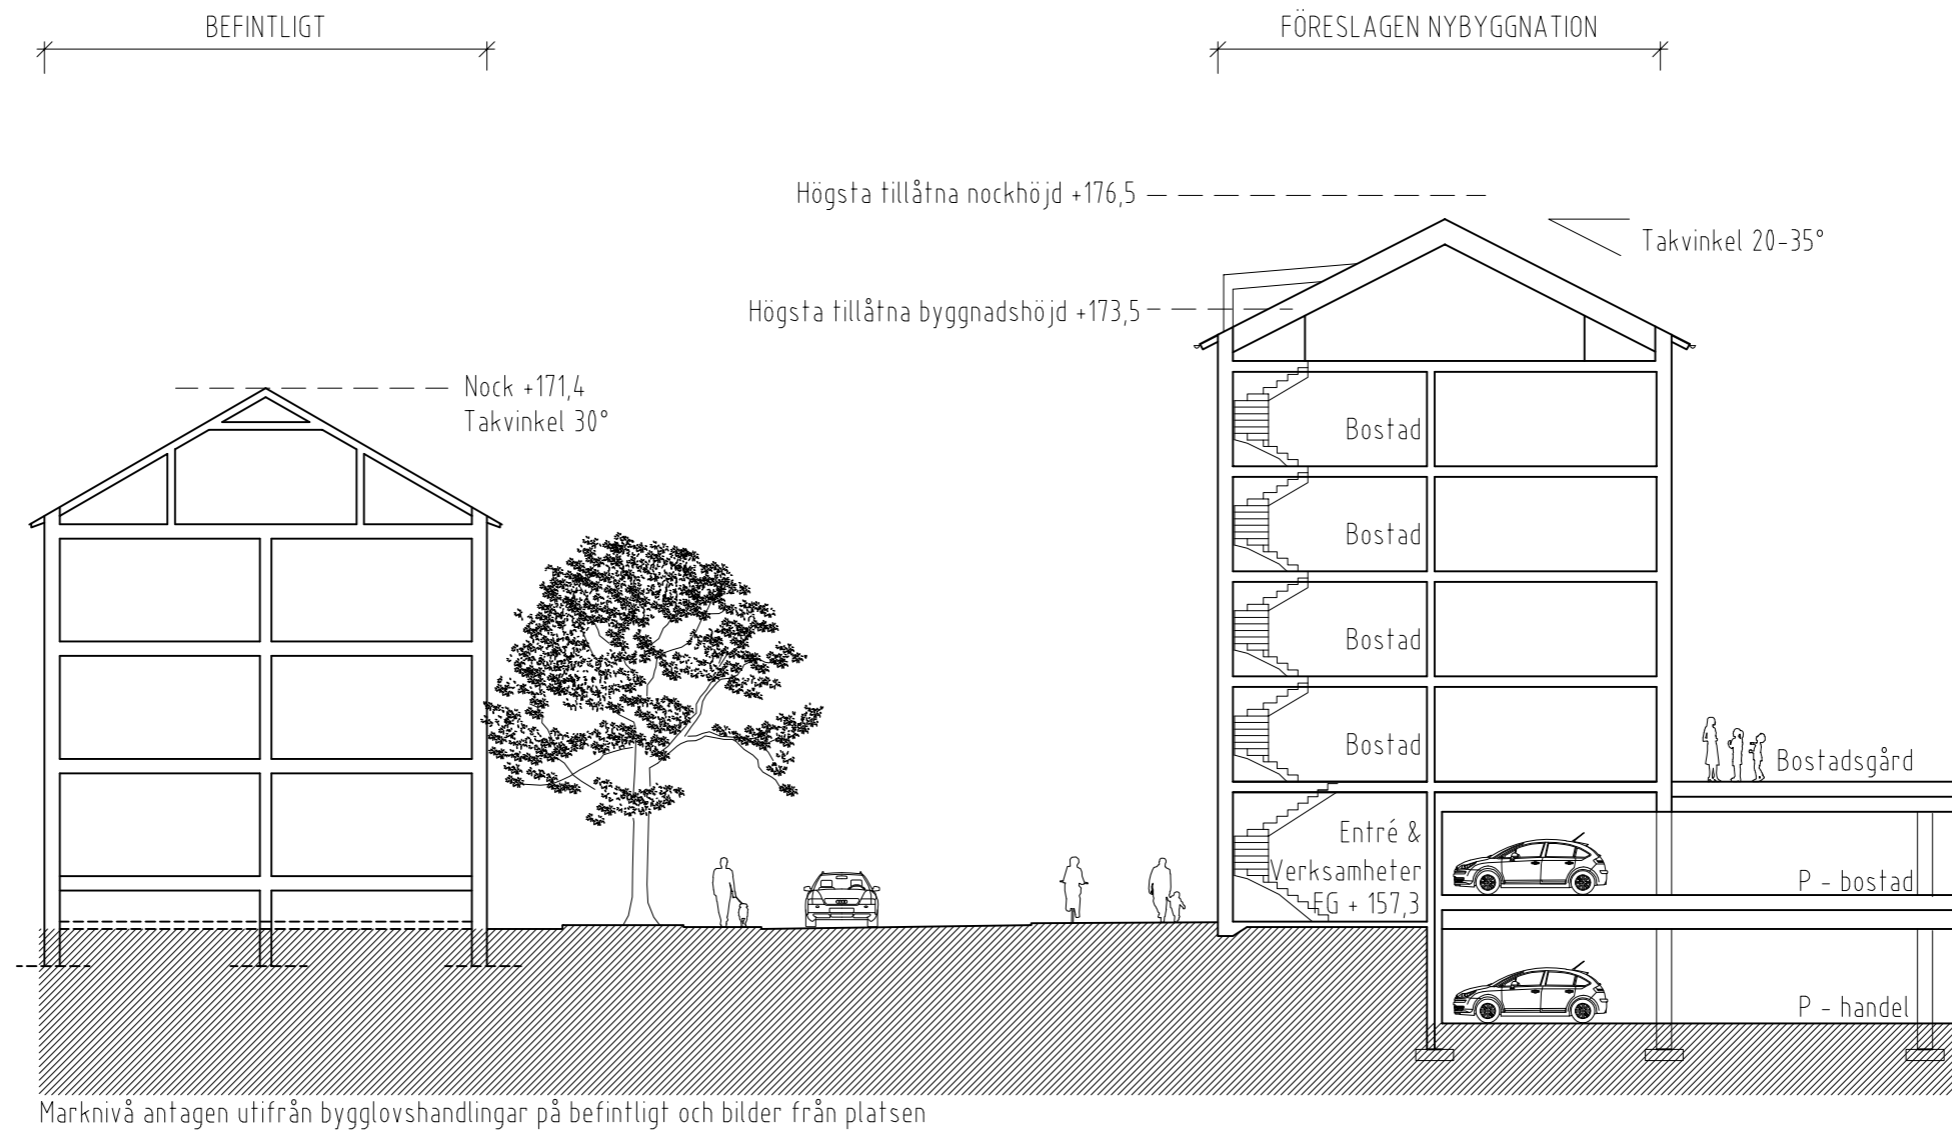 BEFINTLIGT
FÖRESLAGEN NYBYGGNATION
Högsta tillåtna nockhöjd +176,5
Takvinkel 20-35°
Högsta tillåtna byggnadshöjd +173,5
Nock +171,4
Takvinkel 30°
Bostad
Bostad
Bostad
Bostad
Bostadsgård
Entré &
Verksamheter
FG + 157,3
P - bostad
P - handel
Marknivå antagen utifrån bygglovshandlingar på befintligt och bilder från platsen